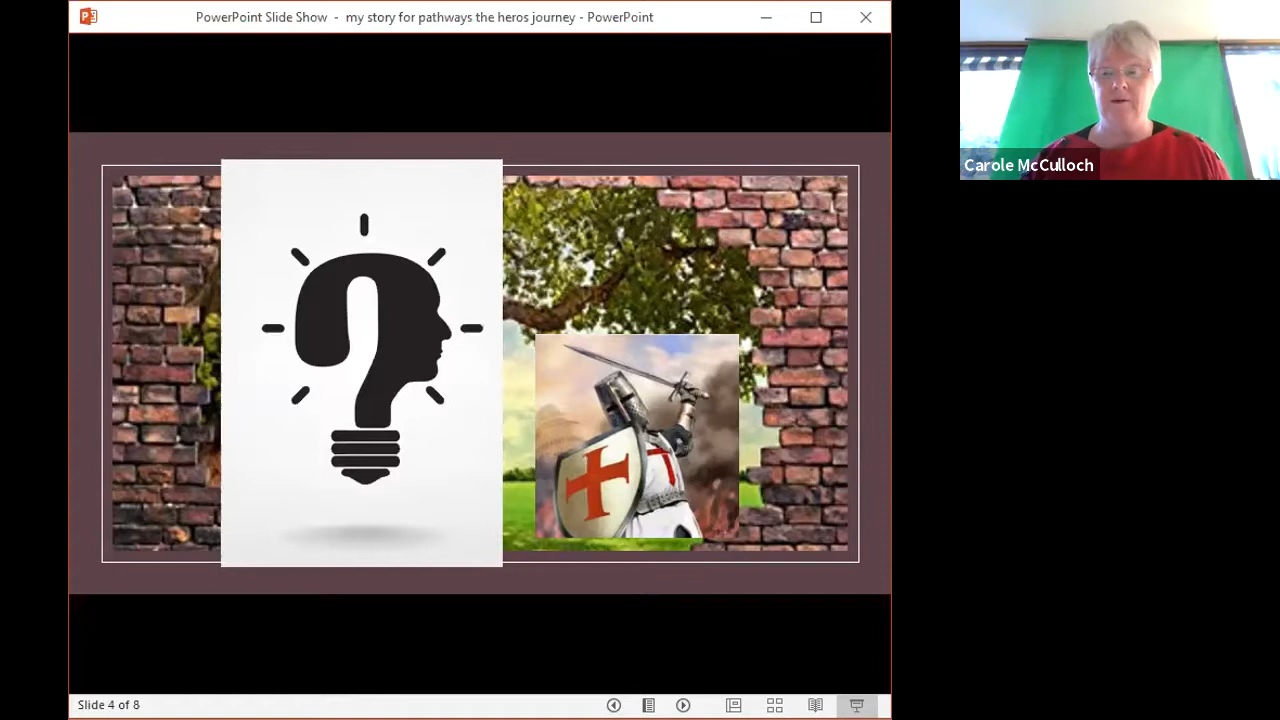 PowerPoint Slide Show - my story for pathways the heros journey - PowerPoint
Carole McCulloch
Slide 4 of 8